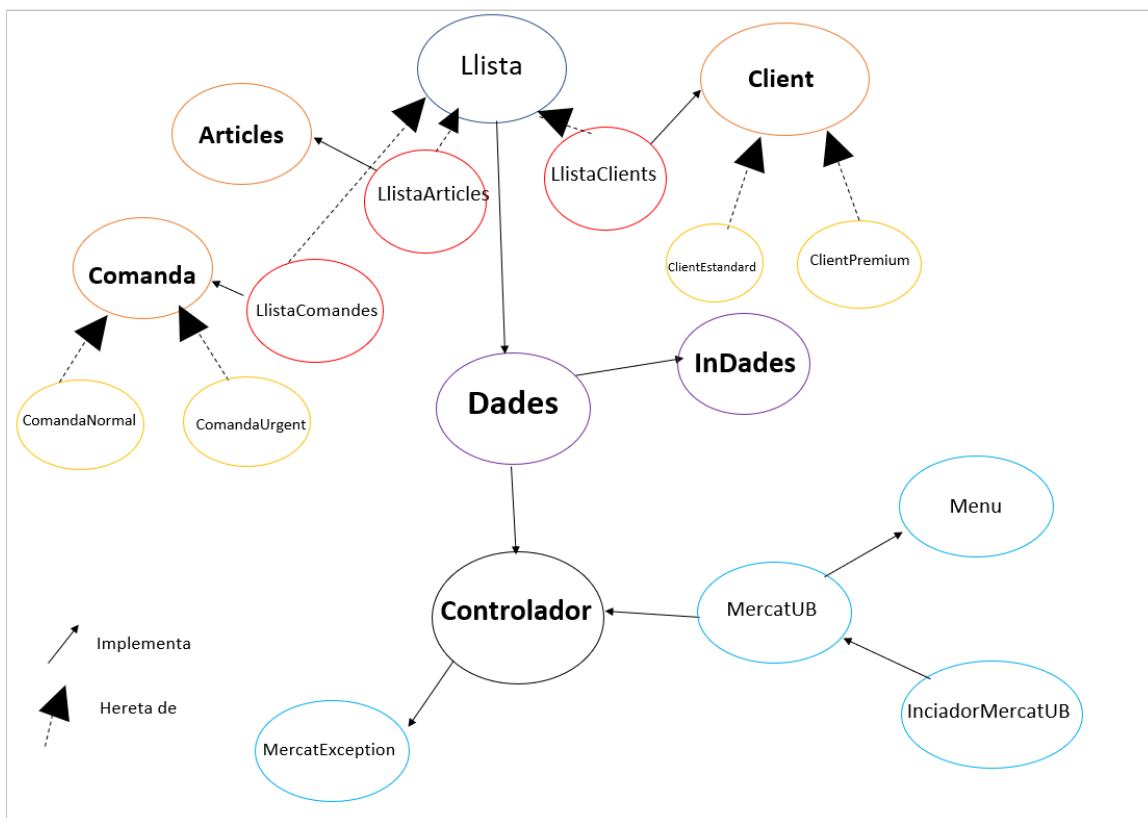 Llista
Client
Articles
LlistaClients
LlistaArticles
ClientEstandard
ClientPremium
Comanda
LlistaComandes
InDades
Dades
ComandaNormal
ComandaUrgent
Menu
Controlador
MercatUB
Implementa
Hereta de
InciadorMercatUB
MercatException